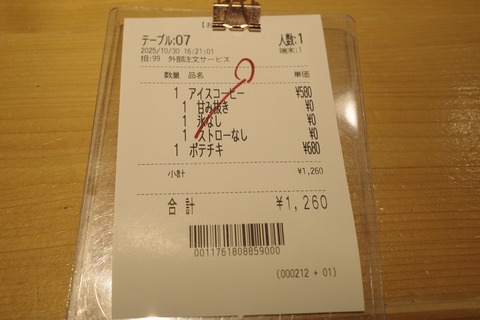 【お
テーブル:07 人数:1
2025/10/30 16:21:01 端末:1
担:99 外部注文サービス
数量 品名 単価
1 アイスコーヒー ¥580
1 甘み抜き ¥0
1 氷なし ¥0
1 ストローなし ¥0
1 ポテチキ ¥680
小計 ¥1,260
合計 ¥1,260
0011761808859000
(000212 + 01)